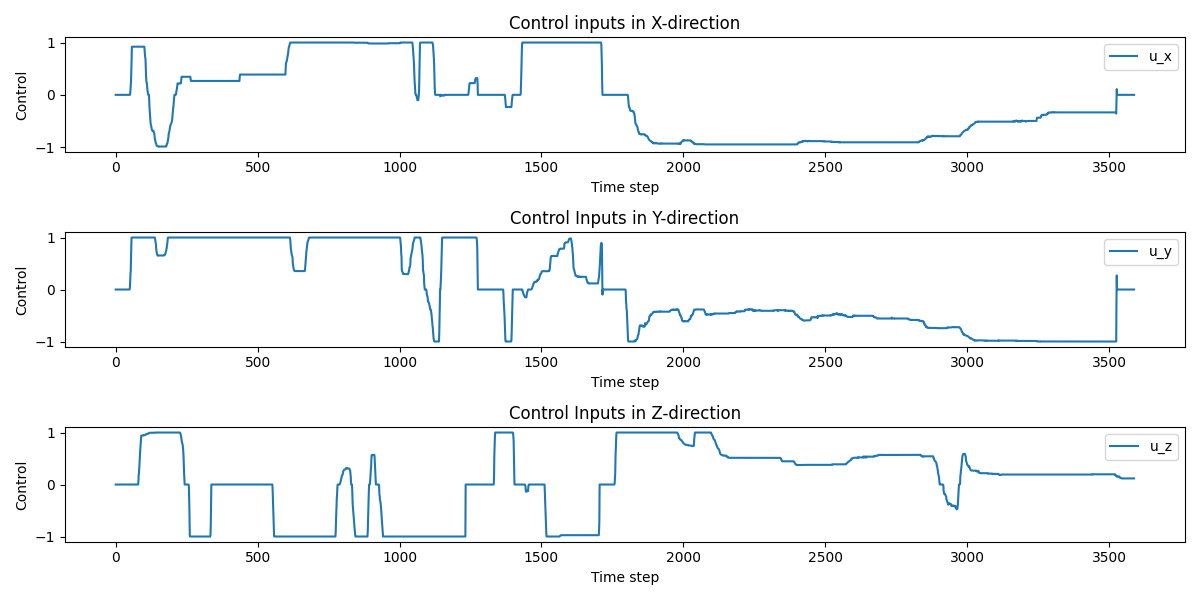 Control inputs in X-direction
1
0
−1
Control
u_x
0 500 1000 1500 2000 2500 3000 3500
Time step
Control Inputs in Y-direction
1
0
−1
Control
u_y
0 500 1000 1500 2000 2500 3000 3500
Time step
Control Inputs in Z-direction
1
0
−1
Control
u_z
0 500 1000 1500 2000 2500 3000 3500
Time step